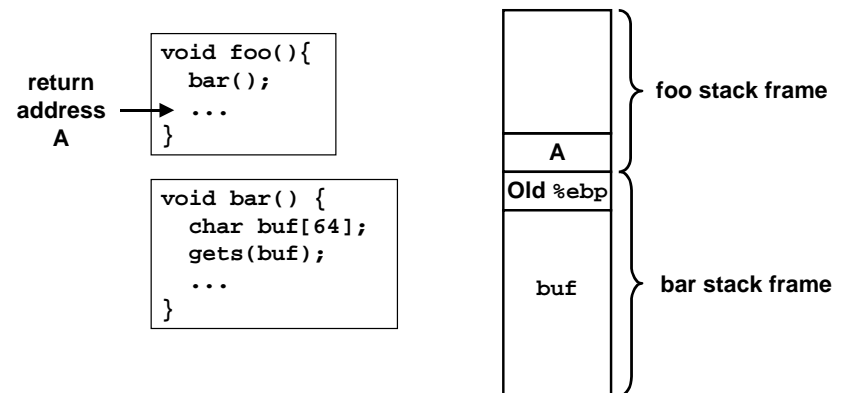 return
address
A
void foo(){
  bar();
  ...
}
void bar() {
  char buf[64];
  gets(buf);
  ...
}
A
Old %ebp
buf
foo stack frame
bar stack frame